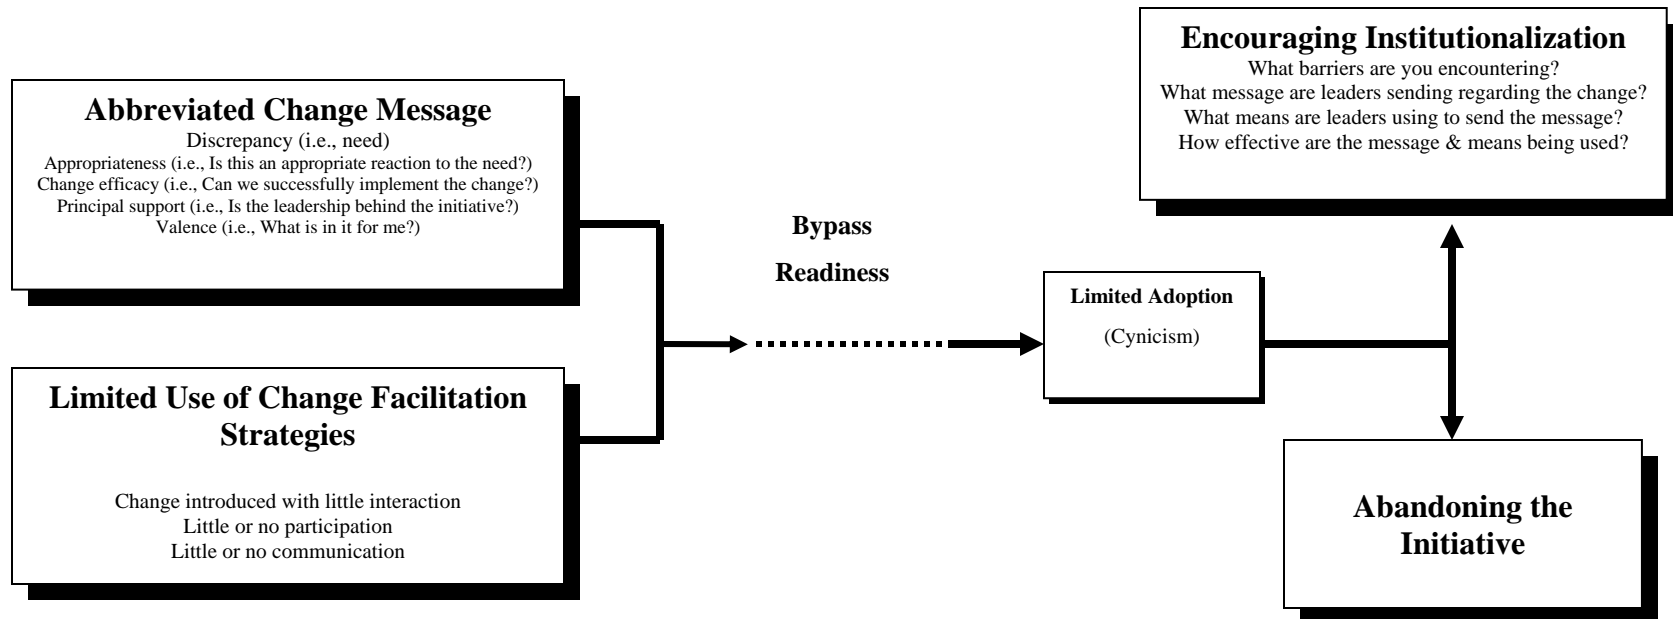 Abbreviated Change Message
Discrepancy (i.e., need)
Appropriateness (i.e., Is this an appropriate reaction to the need?)
Change efficacy (i.e., Can we successfully implement the change?)
Principal support (i.e., Is the leadership behind the initiative?)
Valence (i.e., What is in it for me?)
Limited Use of Change Facilitation
Strategies
Change introduced with little interaction
Little or no participation
Little or no communication
Bypass
Readiness
Limited Adoption
(Cynicism)
Encouraging Institutionalization
What barriers are you encountering?
What message are leaders sending regarding the change?
What means are leaders using to send the message?
How effective are the message & means being used?
Abandoning the
Initiative